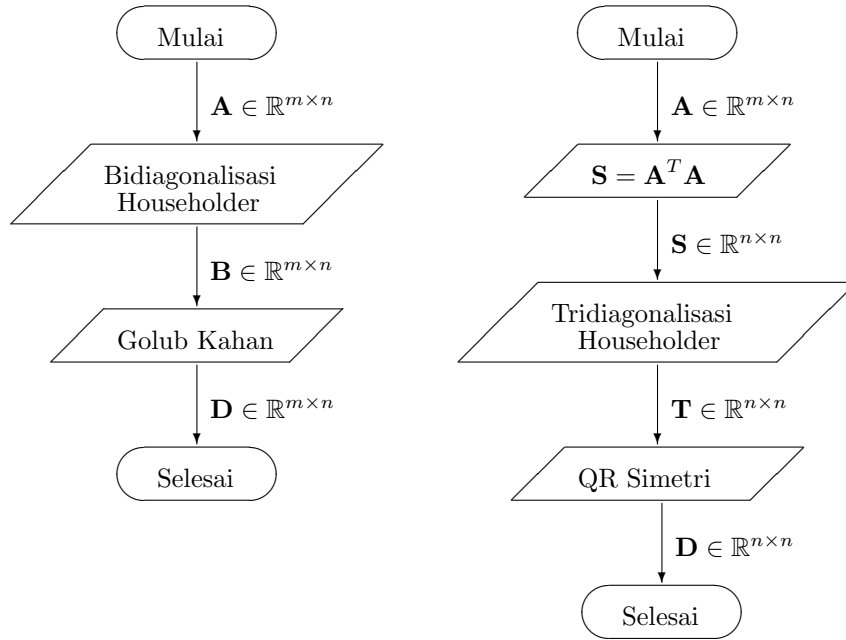 Mulai
A ∈ ℝ^{m×n}
Bidiagonalisasi
Householder
B ∈ ℝ^{m×n}
Golub Kahan
D ∈ ℝ^{m×n}
Selesai
Mulai
A ∈ ℝ^{m×n}
S = A^T A
S ∈ ℝ^{n×n}
Tridiagonalisasi
Householder
T ∈ ℝ^{n×n}
QR Simetri
D ∈ ℝ^{n×n}
Selesai